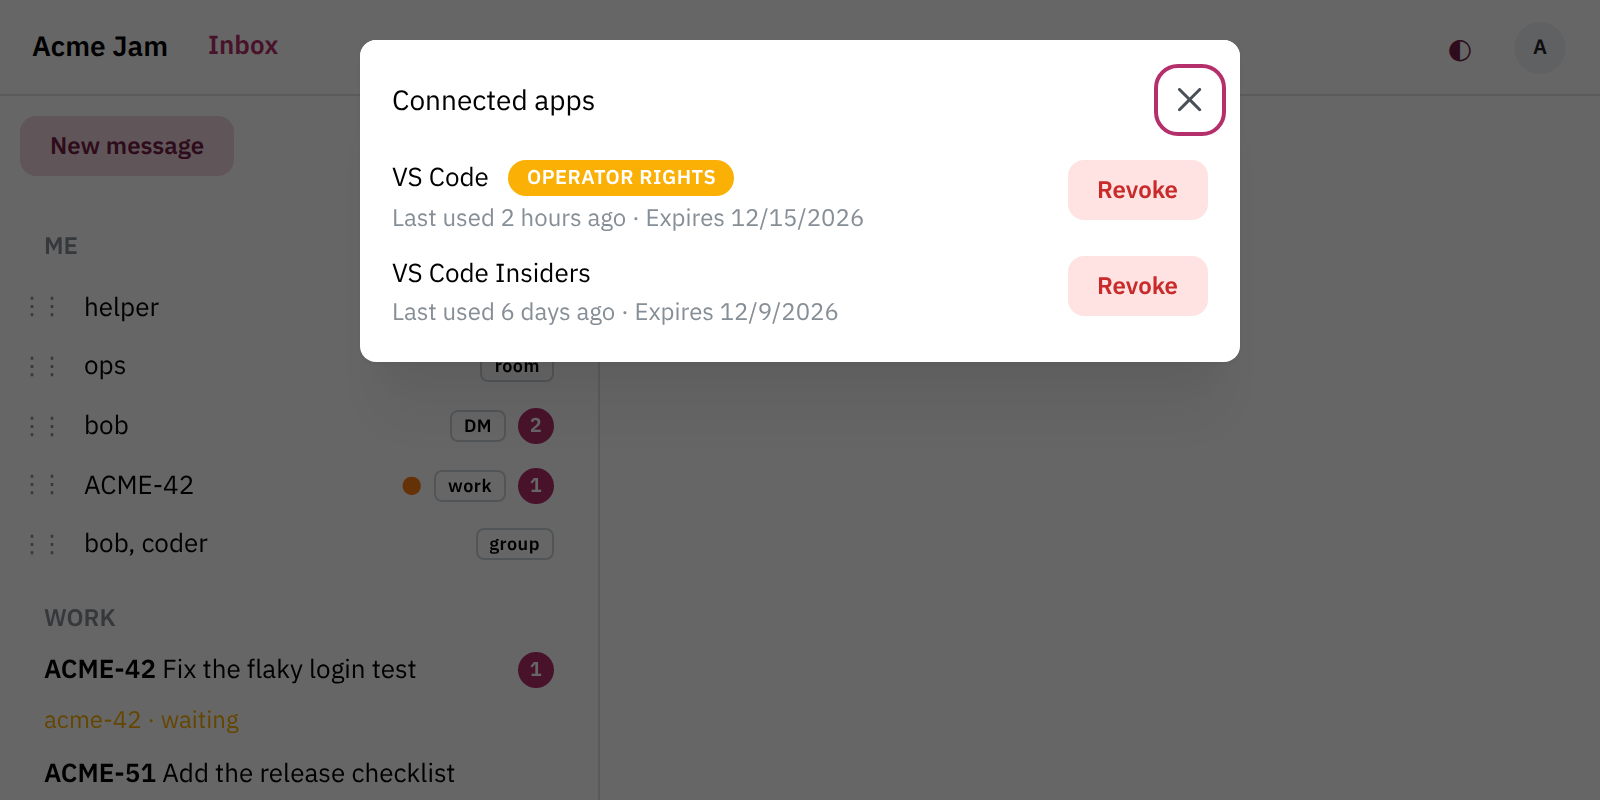 Acme Jam Inbox A
Connected apps
New message
VS Code OPERATOR RIGHTS Revoke
Last used 2 hours ago · Expires 12/15/2026
ME
VS Code Insiders Revoke
Last used 6 days ago · Expires 12/9/2026
helper
ops room
bob DM 2
ACME-42 work 1
bob, coder group
WORK
ACME-42 Fix the flaky login test 1
acme-42 · waiting
ACME-51 Add the release checklist